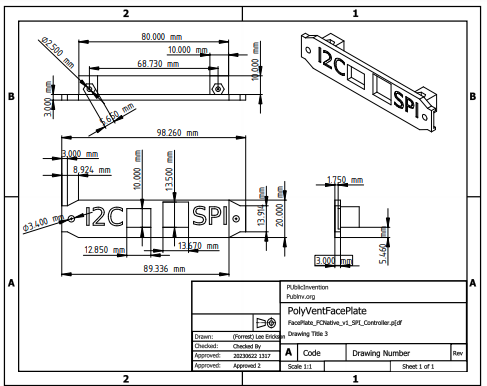 2
1
80.000 mm
Ø2.500 mm
10.000 mm
68.730 mm
10.000 mm
3.000 mm
5.660 mm
B
B
I2C
SPI
98.260 mm
3.000 mm
8.924 mm
10.000 mm
13.500 mm
1.750 mm
Ø3.400 mm
I2C
SPI
13.914 mm
20.000 mm
12.850 mm
13.670 mm
89.336 mm
3.000 mm
5.460 mm
A
A
PUblicInvention
PubInv.org
PolyVentFacePlate
FacePlate_FCNative_v1_SPI_Controller.p[df
Drawing Title 3
Drawn: (Forrest) Lee Erickson
Checked: Checked By
Approved: 20230622 1317
Approved: Approved 2
A Code Drawing Number Rev
Scale 1:1 Sheet 1 of 1
2
1